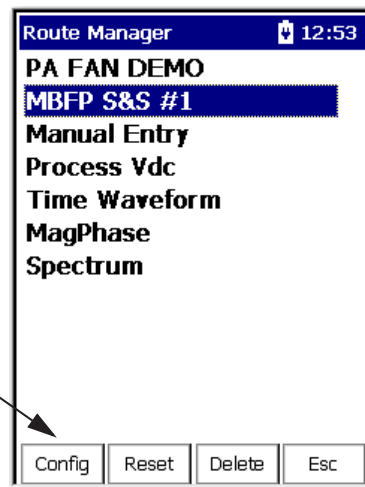 Route Manager 12:53
PA FAN DEMO
MBFP S&S #1
Manual Entry
Process Vdc
Time Waveform
MagPhase
Spectrum
Config Reset Delete Esc